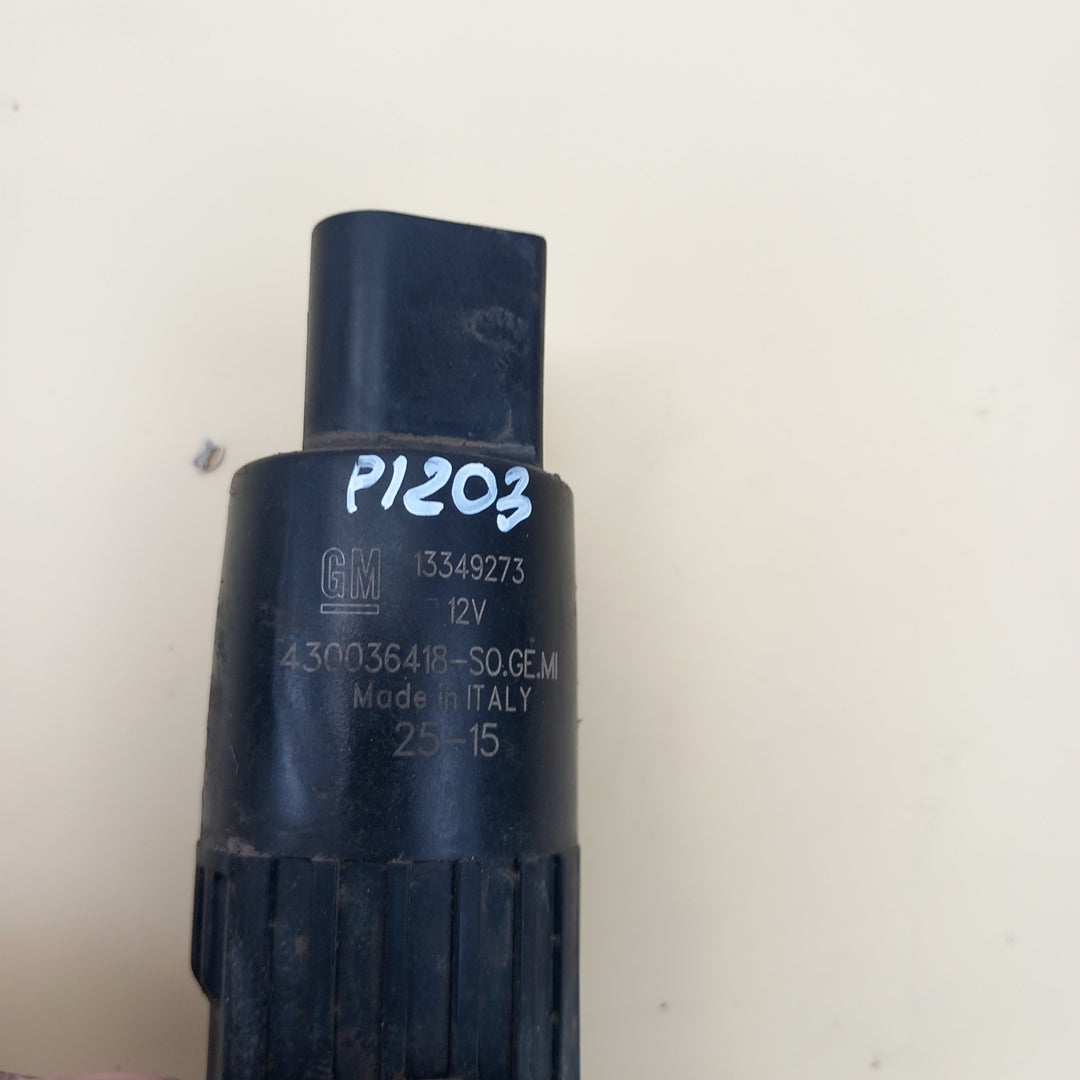 P1203
GM 13349273
12V
430036418-SO.GE.MI
Made in ITALY
25-15